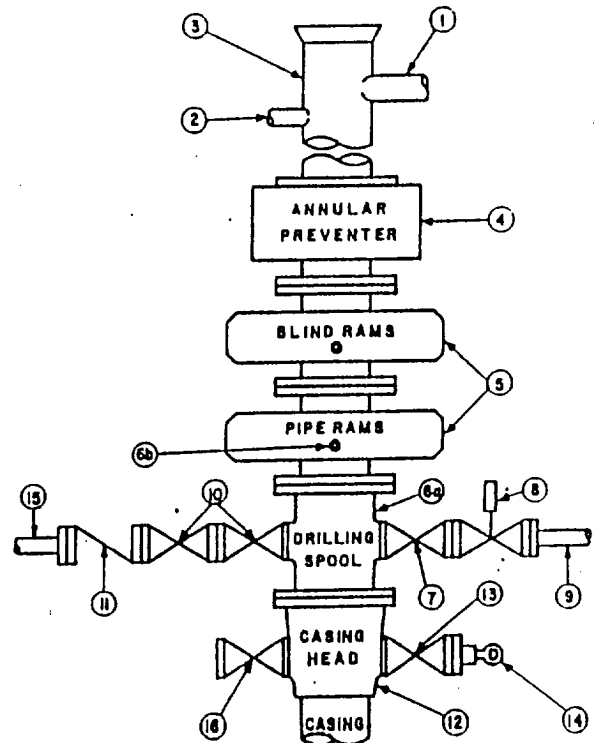 3
1
2
ANNULAR
PREVENTER
4
BLIND RAMS
5
PIPE RAMS
6b
6a
8
15
10
DRILLING
SPOOL
11
7
9
13
CASING
HEAD
D
16
12
14
CASING